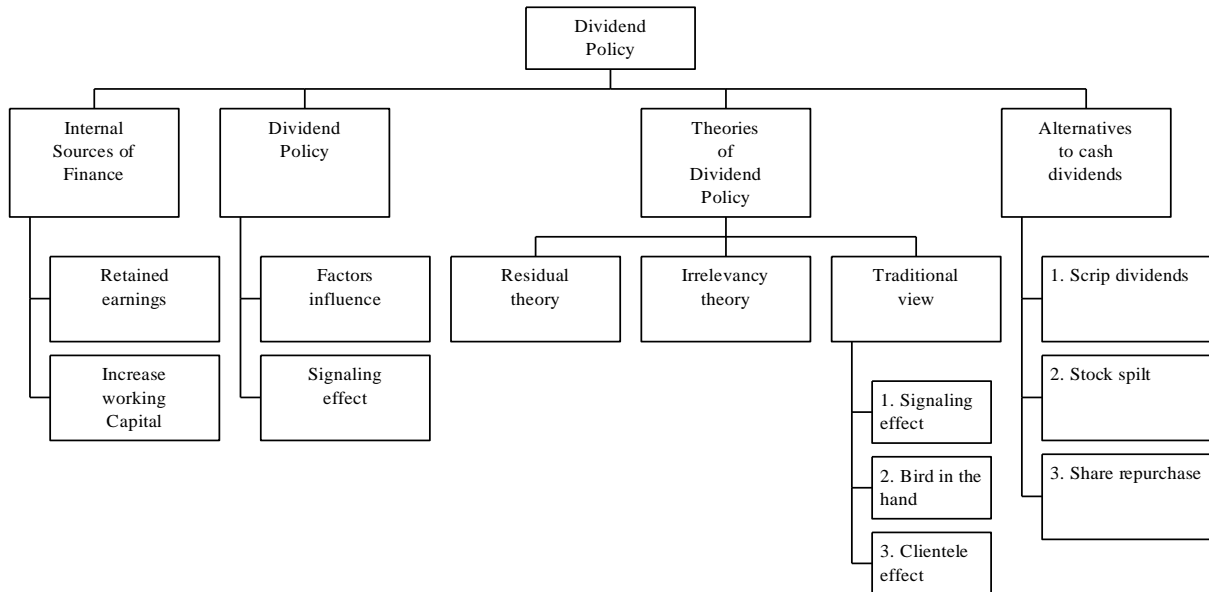 Dividend
Policy
Internal
Sources of
Finance
Dividend
Policy
Theories
of
Dividend
Policy
Alternatives
to cash
dividends
Retained
earnings
Factors
influence
Residual
theory
Irrelevancy
theory
Traditional
view
1. Scrip dividends
Increase
working
Capital
Signaling
effect
2. Stock spilt
1. Signaling
effect
2. Bird in the
hand
3. Share repurchase
3. Clientele
effect